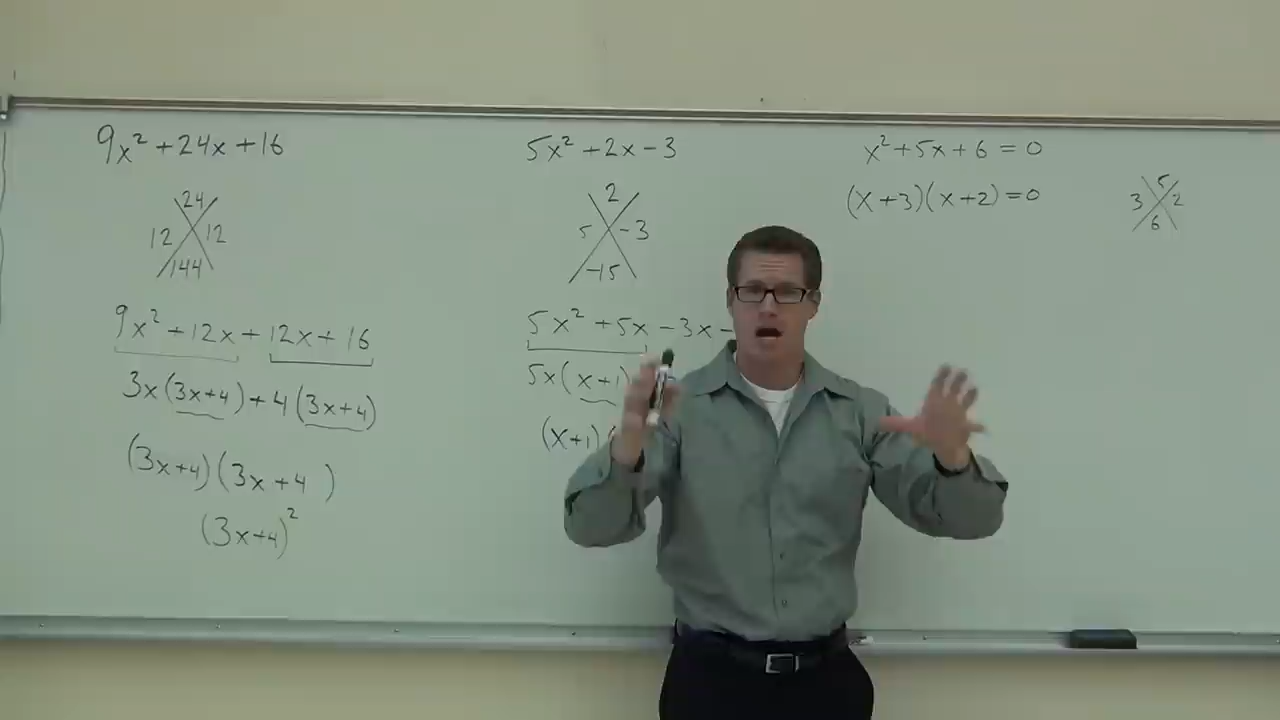 9x² + 24x + 16
24
12 12
144
9x² + 12x + 12x + 16
3x(3x+4) + 4(3x+4)
(3x+4)(3x+4)
(3x+4)²
5x² + 2x - 3
2
5 -3
-15
5x² + 5x - 3x -
5x(x+1)
(x+1)(
x² + 5x + 6 = 0
(x+3)(x+2) = 0
5
3 2
6